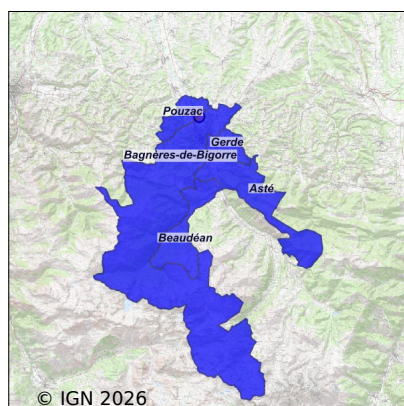 Pouzac
Gerde
Bagnères-de-Bigorre
Asté
Beaudéan
© IGN 2026